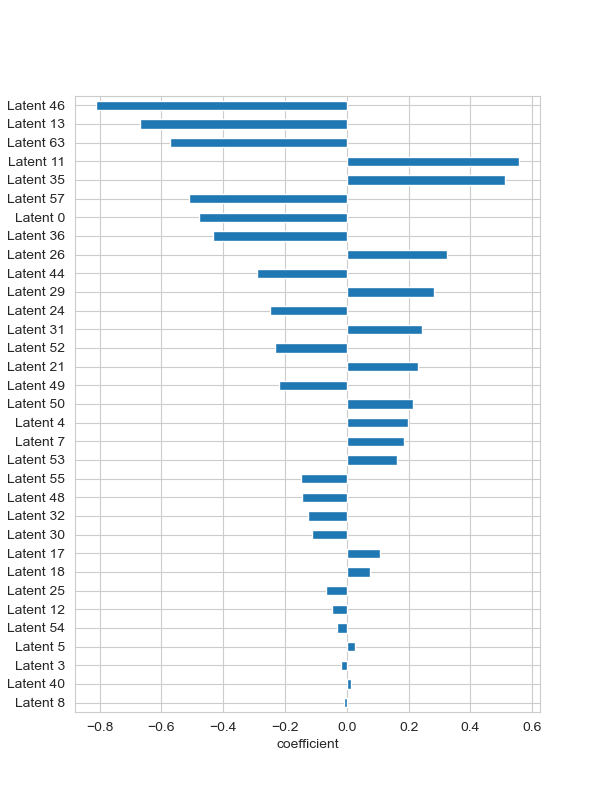 Latent 46
Latent 13
Latent 63
Latent 11
Latent 35
Latent 57
Latent 0
Latent 36
Latent 26
Latent 44
Latent 29
Latent 24
Latent 31
Latent 52
Latent 21
Latent 49
Latent 50
Latent 4
Latent 7
Latent 53
Latent 55
Latent 48
Latent 32
Latent 30
Latent 17
Latent 18
Latent 25
Latent 12
Latent 54
Latent 5
Latent 3
Latent 40
Latent 8
−0.8 −0.6 −0.4 −0.2 0.0 0.2 0.4 0.6
coefficient